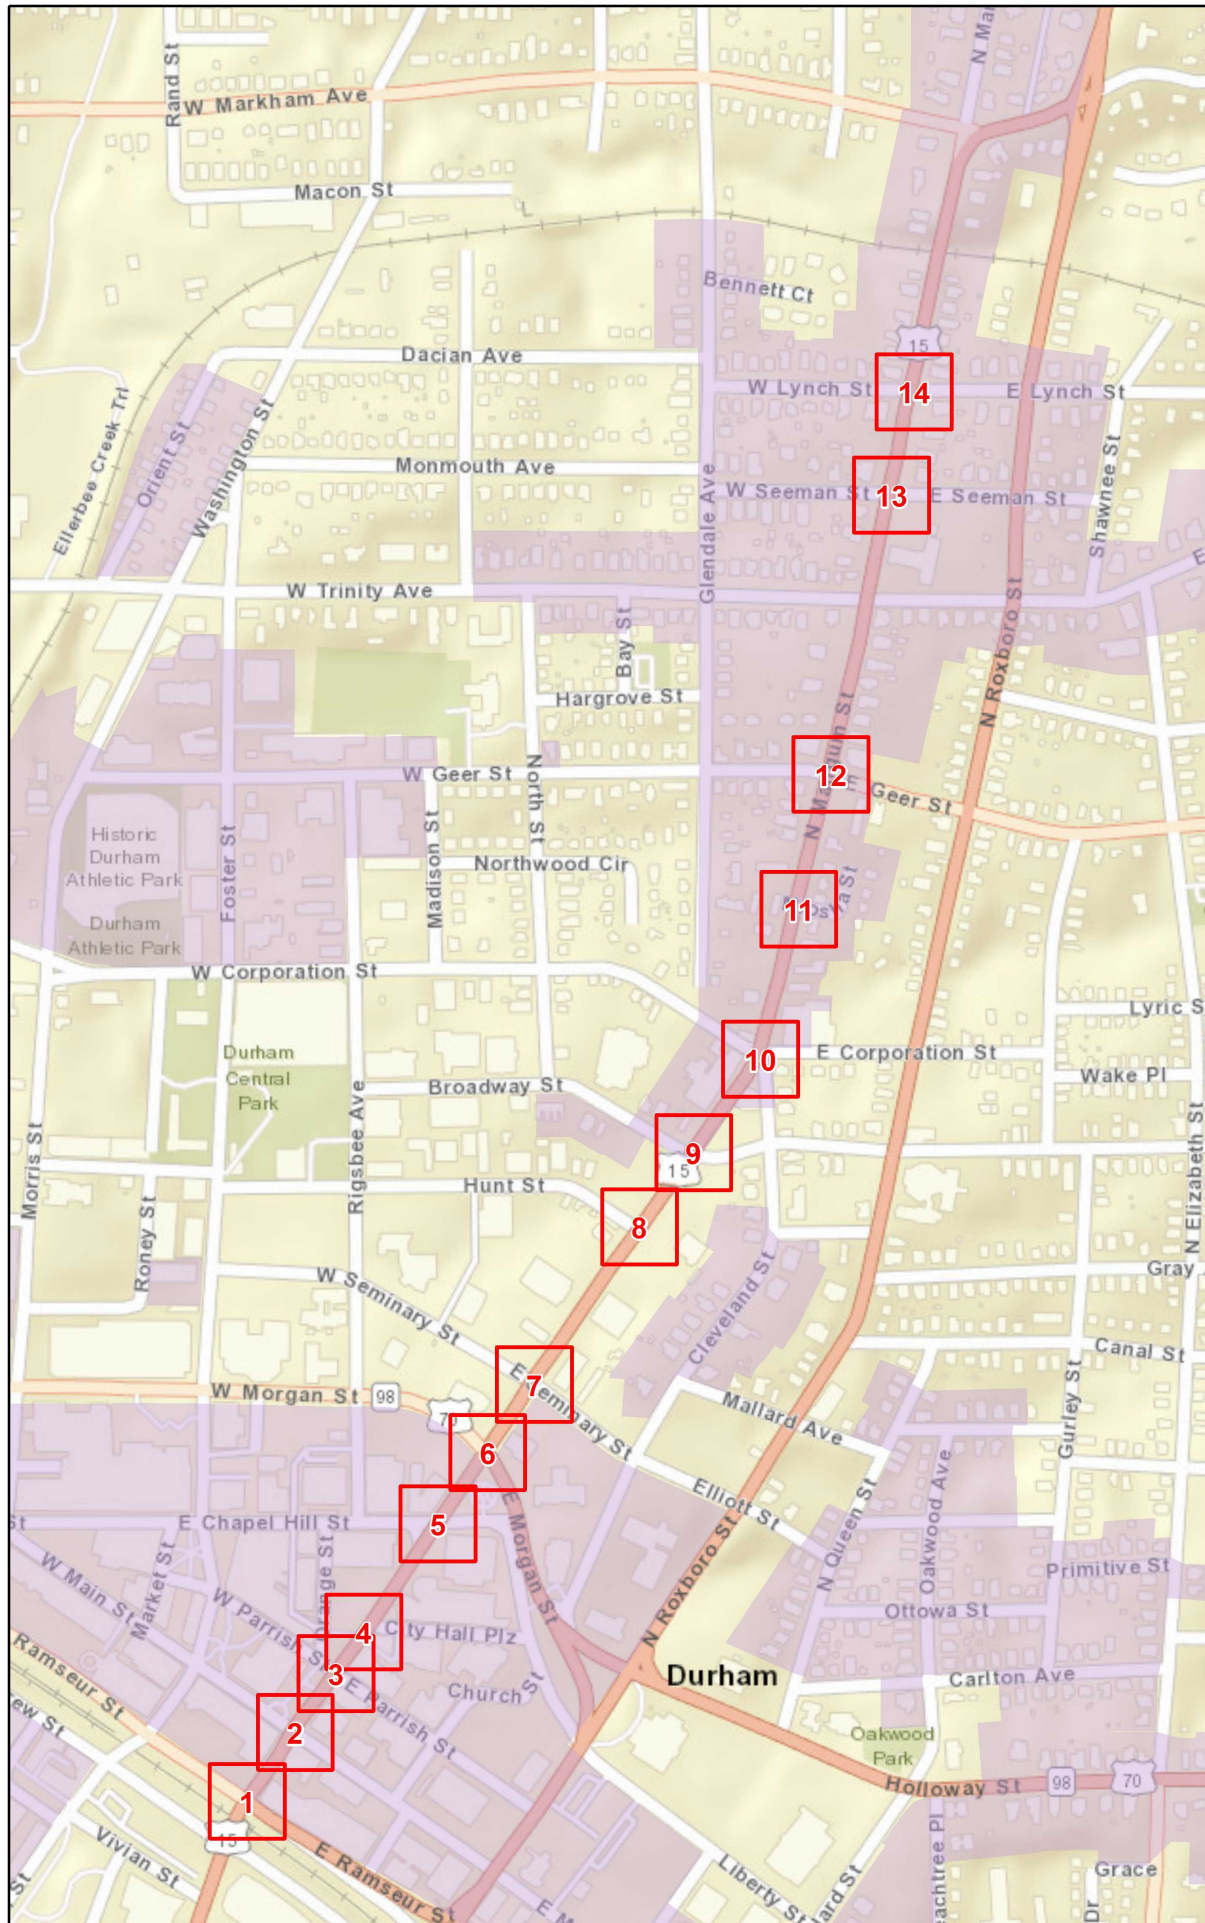 N Ma
Rand St
W Markham Ave
Macon St
Bennett Ct
Dacian Ave
15
14
W Lynch St
E Lynch St
Ellerbee Creek Trl
Orient St
Washington St
Monmouth Ave
Glendale Ave
W Seeman St
13
E Seeman St
Shawnee St
W Trinity Ave
E
Bay St
Hargrove St
N Roxboro St
W Geer St
North St
N Mangum St
12
Geer St
Historic
Durham
Athletic Park
Foster St
Madison St
Northwood Cir
Durham
Athletic Park
11
W Corporation St
Lyric S
Durham
Central
Park
10
E Corporation St
Wake Pl
Broadway St
Rigsbee Ave
Morris St
9
15
N Elizabeth St
Hunt St
Roney St
8
Cleveland St
Gray
W Seminary St
Canal St
W Morgan St
98
7
E Seminary St
Mallard Ave
Gurley St
6
Elliott St
5
St
E Chapel Hill St
E Morgan St
N Queen St
Oakwood Ave
Primitive St
W Main St
Market St
Orange St
W Parrish St
4
City Hall Plz
N Roxboro St
Ottowa St
3
E Parrish St
Church St
Durham
Carlton Ave
Ramseur St
ew St
2
Oakwood
Park
1
Holloway St
98
70
15
Vivian St
E Ramseur St
Liberty St
ard St
eachtree Pl
Grace
Dr
St
E M